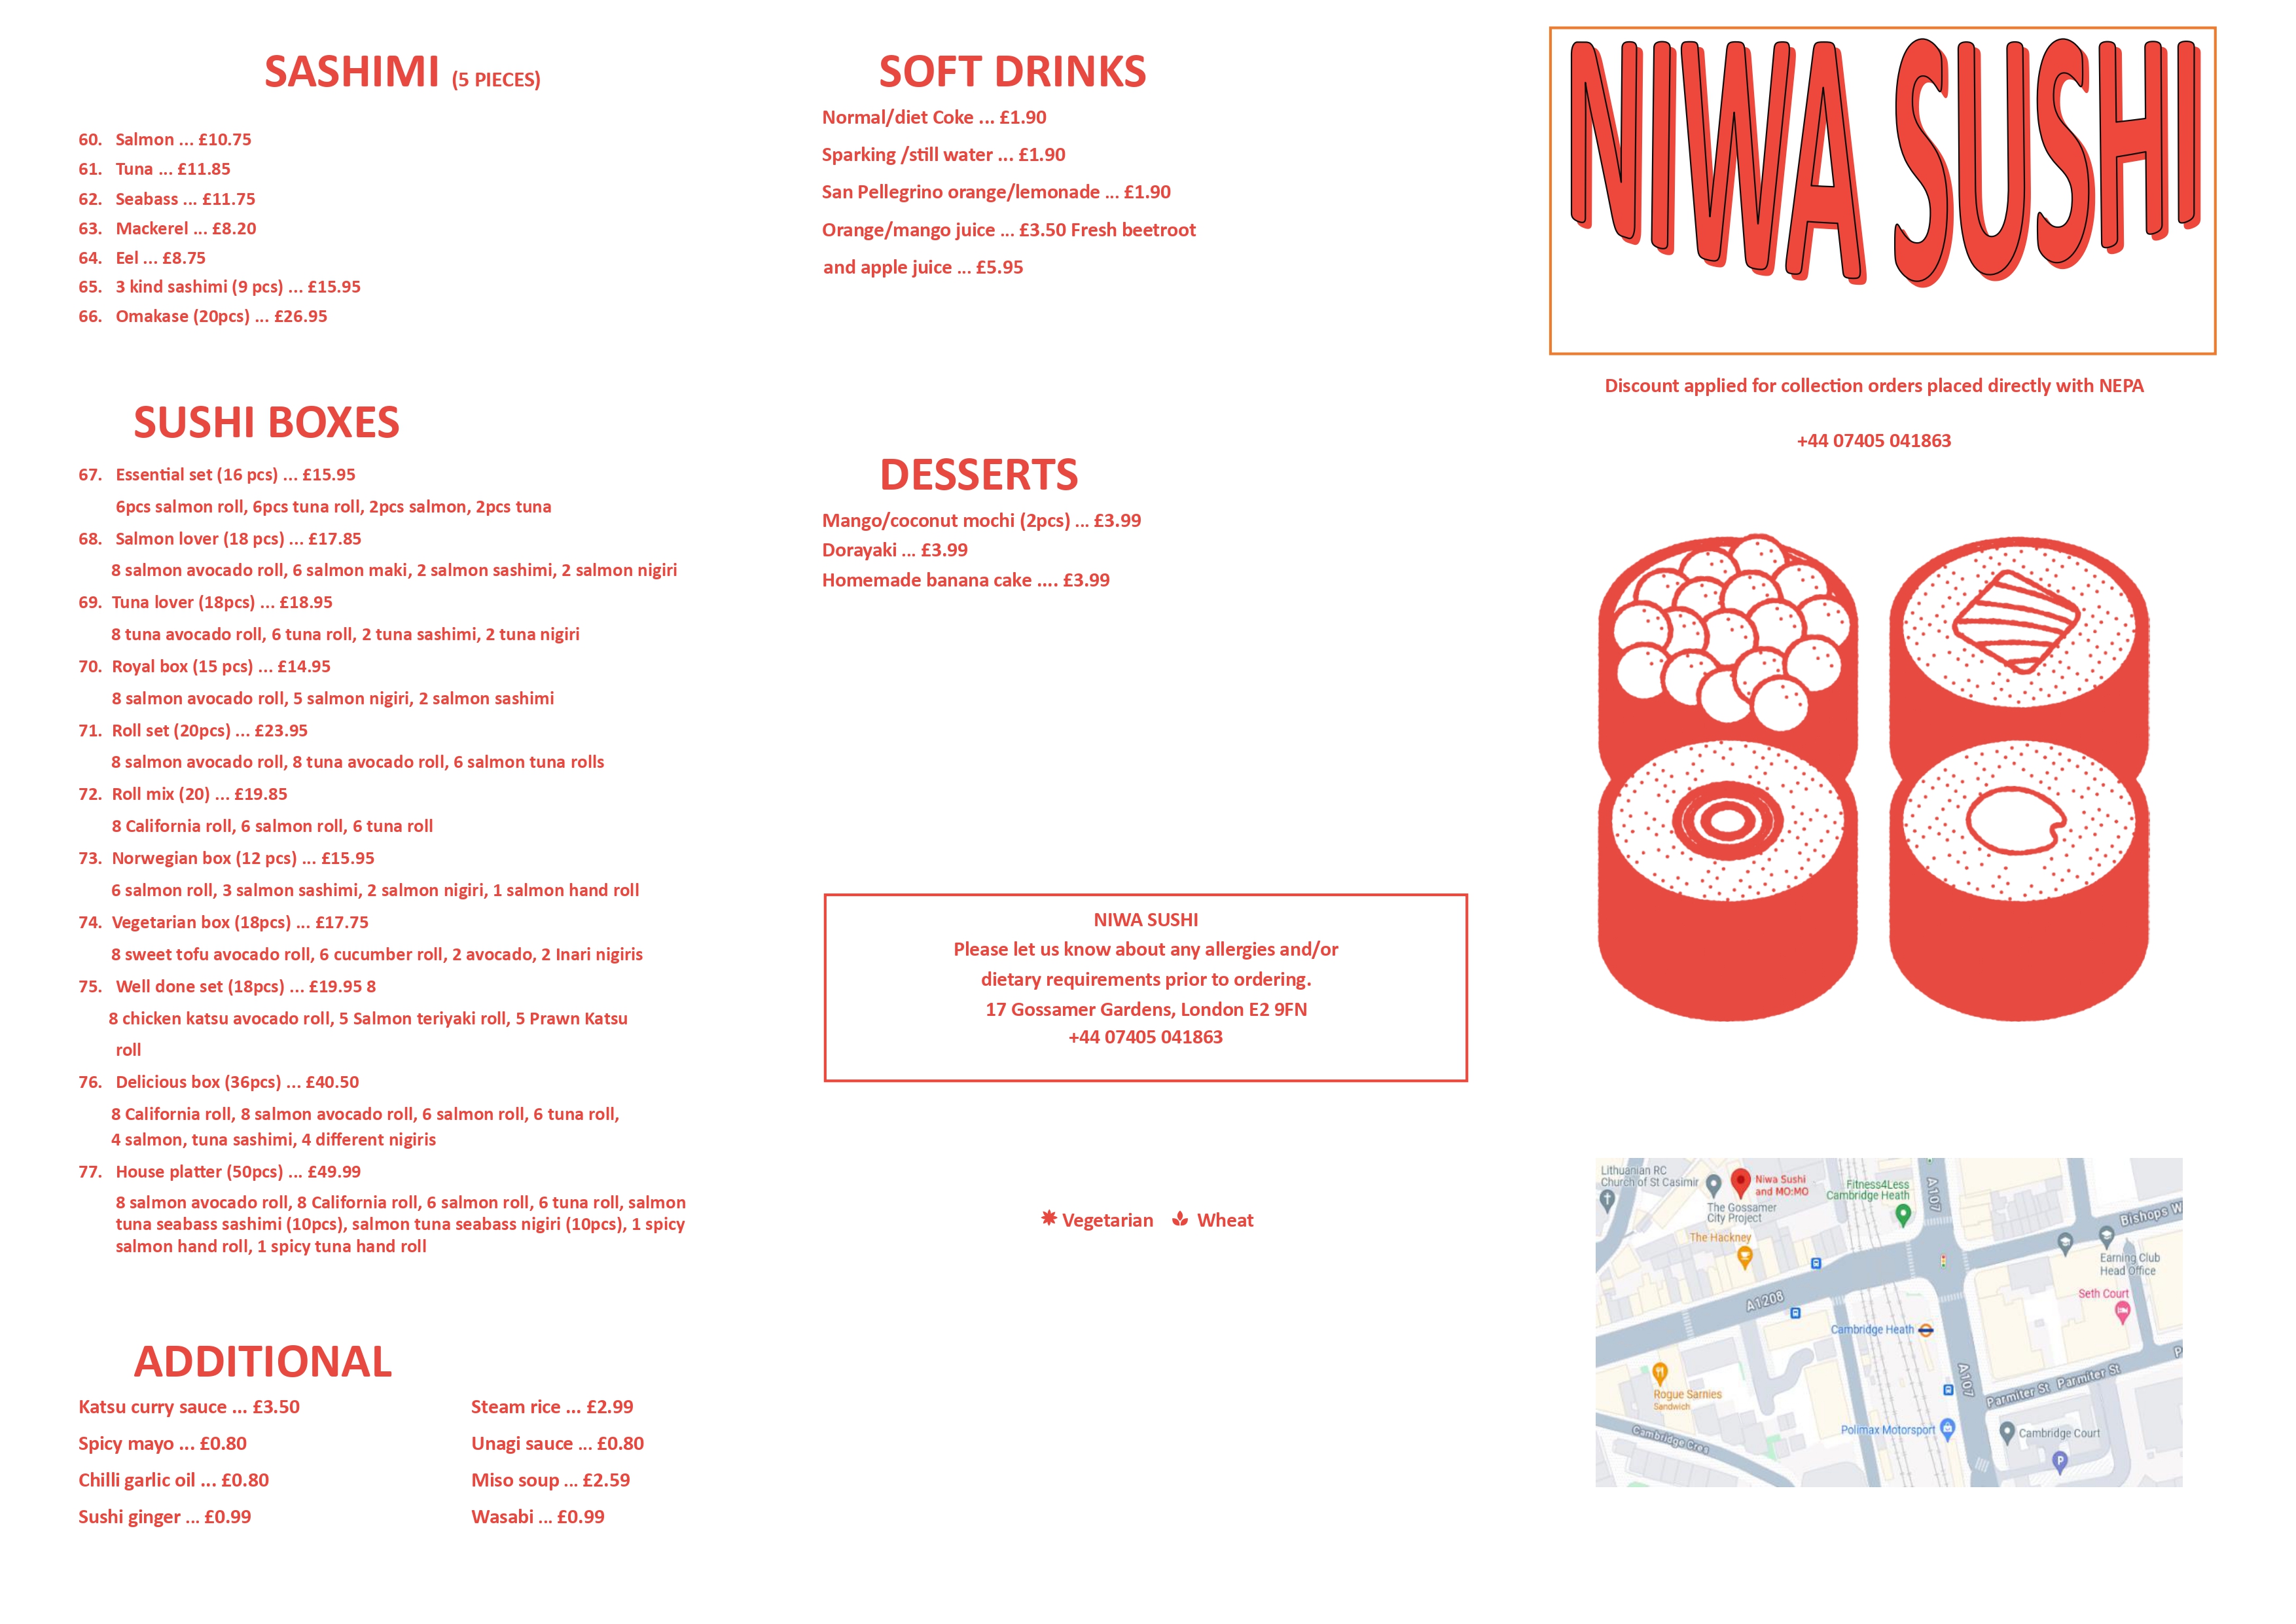 SASHIMI (5 PIECES)
60. Salmon ... £10.75
61. Tuna ... £11.85
62. Seabass ... £11.75
63. Mackerel ... £8.20
64. Eel ... £8.75
65. 3 kind sashimi (9 pcs) ... £15.95
66. Omakase (20pcs) ... £26.95
SUSHI BOXES
67. Essential set (16 pcs) ... £15.95
6pcs salmon roll, 6pcs tuna roll, 2pcs salmon, 2pcs tuna
68. Salmon lover (18 pcs) ... £17.85
8 salmon avocado roll, 6 salmon maki, 2 salmon sashimi, 2 salmon nigiri
69. Tuna lover (18pcs) ... £18.95
8 tuna avocado roll, 6 tuna roll, 2 tuna sashimi, 2 tuna nigiri
70. Royal box (15 pcs) ... £14.95
8 salmon avocado roll, 5 salmon nigiri, 2 salmon sashimi
71. Roll set (20pcs) ... £23.95
8 salmon avocado roll, 8 tuna avocado roll, 6 salmon tuna rolls
72. Roll mix (20) ... £19.85
8 California roll, 6 salmon roll, 6 tuna roll
73. Norwegian box (12 pcs) ... £15.95
6 salmon roll, 3 salmon sashimi, 2 salmon nigiri, 1 salmon hand roll
74. Vegetarian box (18pcs) ... £17.75
8 sweet tofu avocado roll, 6 cucumber roll, 2 avocado, 2 Inari nigiris
75. Well done set (18pcs) ... £19.95 8
8 chicken katsu avocado roll, 5 Salmon teriyaki roll, 5 Prawn Katsu
roll
76. Delicious box (36pcs) ... £40.50
8 California roll, 8 salmon avocado roll, 6 salmon roll, 6 tuna roll,
4 salmon, tuna sashimi, 4 different nigiris
77. House platter (50pcs) ... £49.99
8 salmon avocado roll, 8 California roll, 6 salmon roll, 6 tuna roll, salmon
tuna seabass sashimi (10pcs), salmon tuna seabass nigiri (10pcs), 1 spicy
salmon hand roll, 1 spicy tuna hand roll
ADDITIONAL
Katsu curry sauce ... £3.50
Spicy mayo ... £0.80
Chilli garlic oil ... £0.80
Sushi ginger ... £0.99
Steam rice ... £2.99
Unagi sauce ... £0.80
Miso soup ... £2.59
Wasabi ... £0.99
SOFT DRINKS
Normal/diet Coke ... £1.90
Sparking /still water ... £1.90
San Pellegrino orange/lemonade ... £1.90
Orange/mango juice ... £3.50 Fresh beetroot
and apple juice ... £5.95
DESSERTS
Mango/coconut mochi (2pcs) ... £3.99
Dorayaki ... £3.99
Homemade banana cake .... £3.99
NIWA SUSHI
Please let us know about any allergies and/or
dietary requirements prior to ordering.
17 Gossamer Gardens, London E2 9FN
+44 07405 041863
Vegetarian Wheat
NIWA SUSHI
Discount applied for collection orders placed directly with NEPA
+44 07405 041863
Lithuanian RC
Church of St Casimir
Niwa Sushi
and MO:MO
The Gossamer
City Project
Fitness4Less
Cambridge Heath
A107
Bishops W
The Hackney
Earning Club
Head Office
Seth Court
A1208
Cambridge Heath
A107
Parmiter St Parmiter St
P
Rogue Sarnies
Sandwich
Polimax Motorsport
Cambridge Court
Cambridge Cres
P